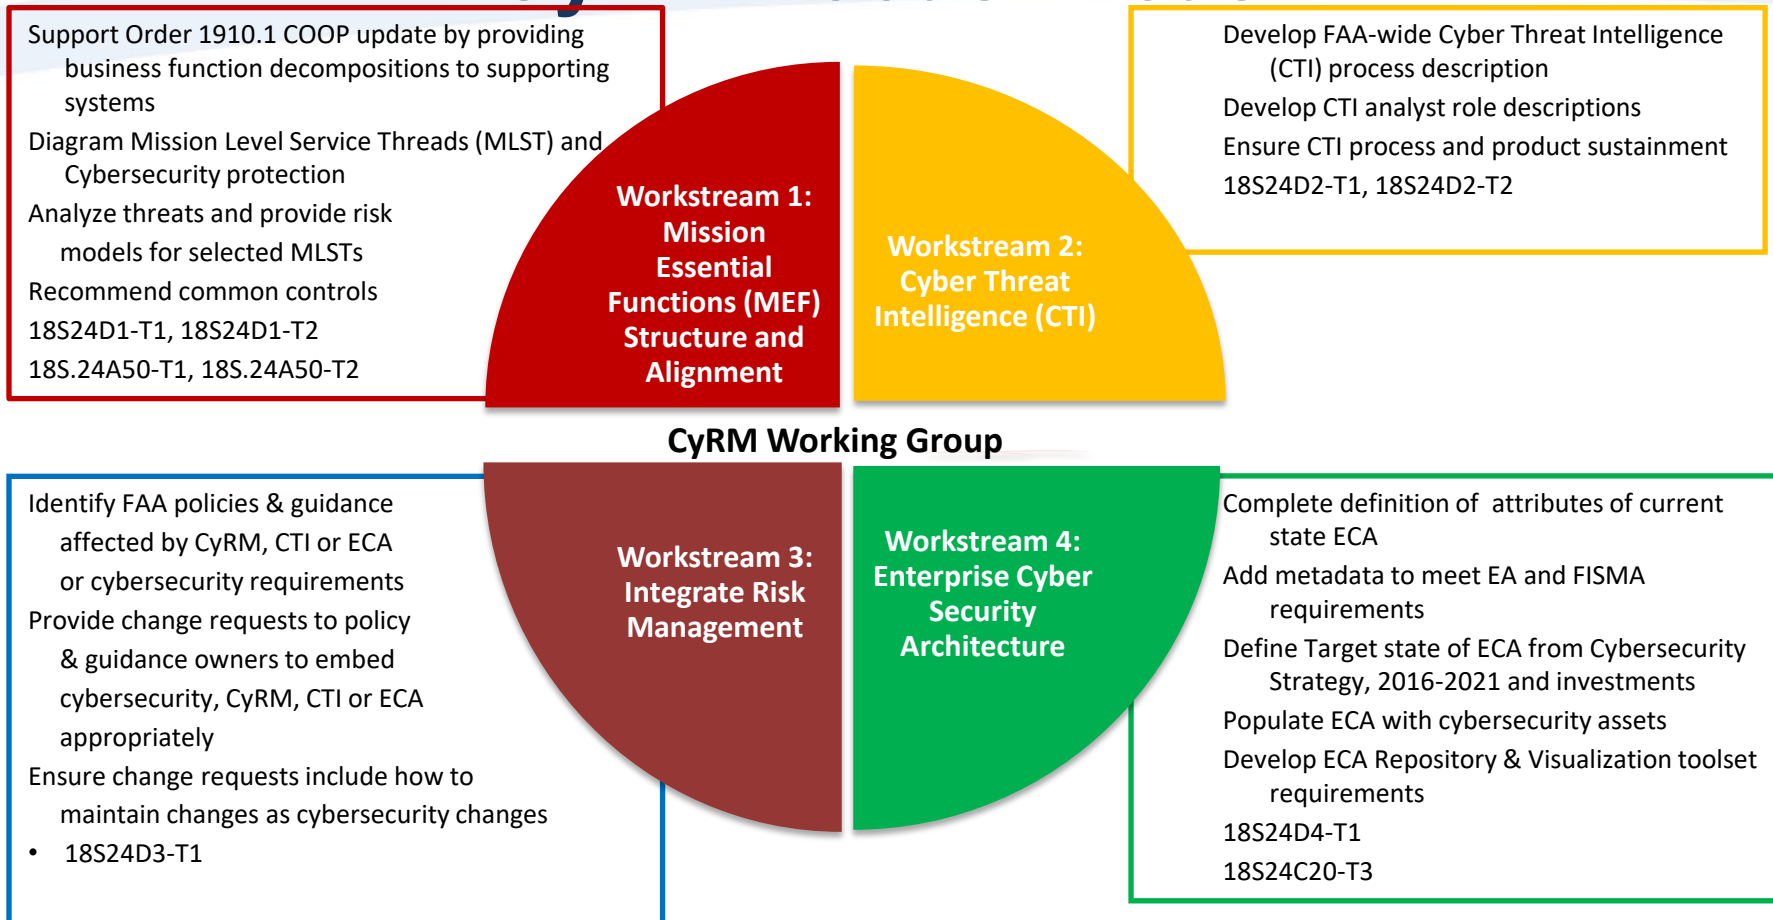 Support Order 1910.1 COOP update by providing
business function decompositions to supporting
systems
Diagram Mission Level Service Threads (MLST) and
Cybersecurity protection
Analyze threats and provide risk
models for selected MLSTs
Recommend common controls
18S24D1-T1, 18S24D1-T2
18S.24A50-T1, 18S.24A50-T2
Workstream 1:
Mission
Essential
Functions (MEF)
Structure and
Alignment
Workstream 2:
Cyber Threat
Intelligence (CTI)
Develop FAA-wide Cyber Threat Intelligence
(CTI) process description
Develop CTI analyst role descriptions
Ensure CTI process and product sustainment
18S24D2-T1, 18S24D2-T2
CyRM Working Group
Identify FAA policies & guidance
affected by CyRM, CTI or ECA
or cybersecurity requirements
Provide change requests to policy
& guidance owners to embed
cybersecurity, CyRM, CTI or ECA
appropriately
Ensure change requests include how to
maintain changes as cybersecurity changes
• 18S24D3-T1
Workstream 3:
Integrate Risk
Management
Workstream 4:
Enterprise Cyber
Security
Architecture
Complete definition of attributes of current
state ECA
Add metadata to meet EA and FISMA
requirements
Define Target state of ECA from Cybersecurity
Strategy, 2016-2021 and investments
Populate ECA with cybersecurity assets
Develop ECA Repository & Visualization toolset
requirements
18S24D4-T1
18S24C20-T3